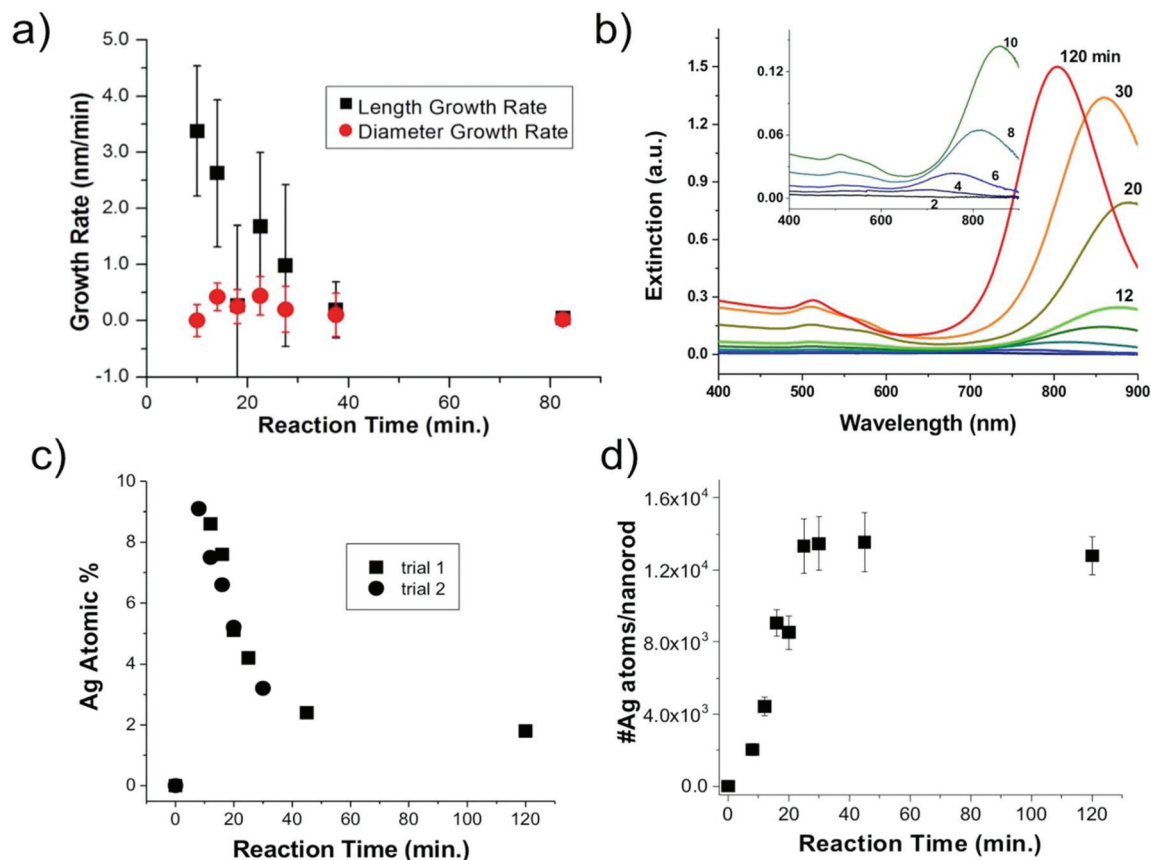 a)
5.0
4.0
3.0
2.0
1.0
0.0
-1.0
Growth Rate (nm/min)
Length Growth Rate
Diameter Growth Rate
0 20 40 60 80
Reaction Time (min.)
b)
1.5
1.2
0.9
0.6
0.3
0.0
Extinction (a.u.)
0.12
0.06
0.00
10
8
6
4
2
400 600 800
120 min
30
20
12
400 500 600 700 800 900
Wavelength (nm)
c)
10
8
6
4
2
0
Ag Atomic %
trial 1
trial 2
0 20 40 60 80 100 120
Reaction Time (min.)
d)
1.6x10⁴
1.2x10⁴
8.0x10³
4.0x10³
0.0
#Ag atoms/nanorod
0 20 40 60 80 100 120
Reaction Time (min.)